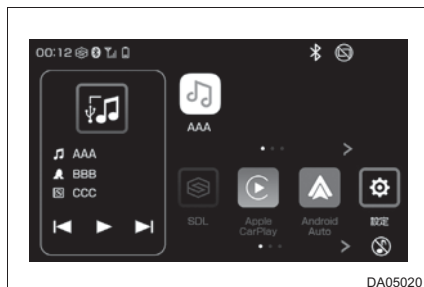 00:12
AAA
AAA
BBB
CCC
SDL
Apple CarPlay
Android Auto
設定
DA05020